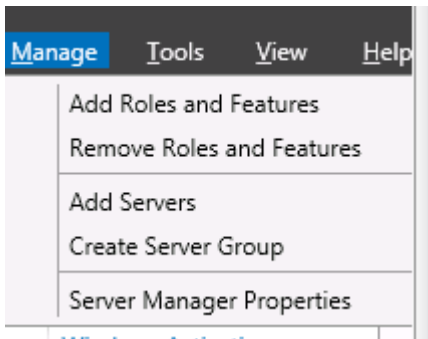 Manage Tools View Help
Add Roles and Features
Remove Roles and Features
Add Servers
Create Server Group
Server Manager Properties